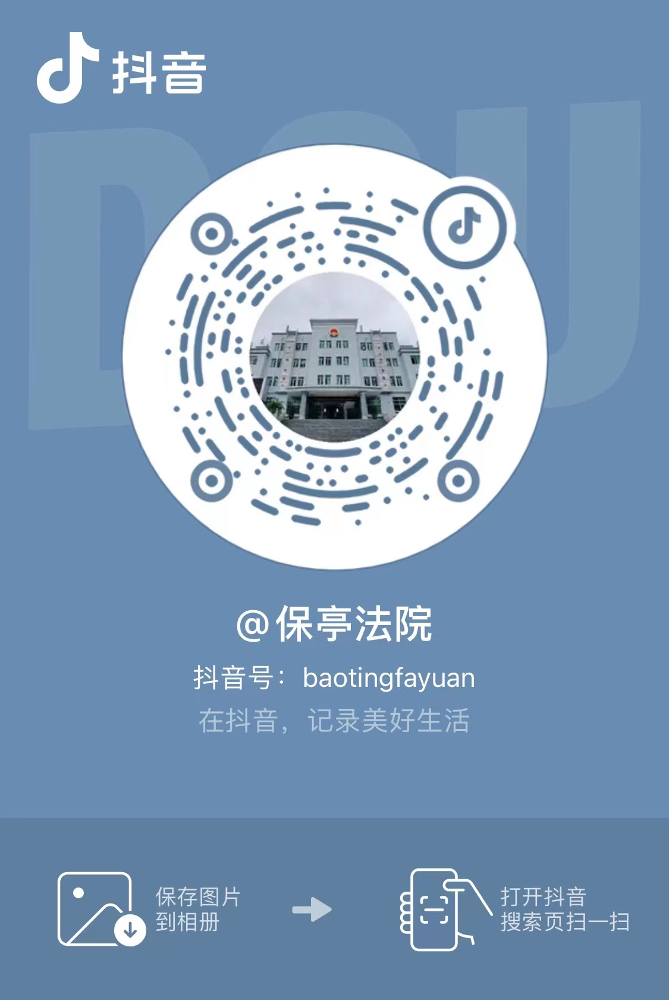 抖音
DOU
@保亭法院
抖音号：baotingfayuan
在抖音，记录美好生活
保存图片
到相册
打开抖音
搜索页扫一扫